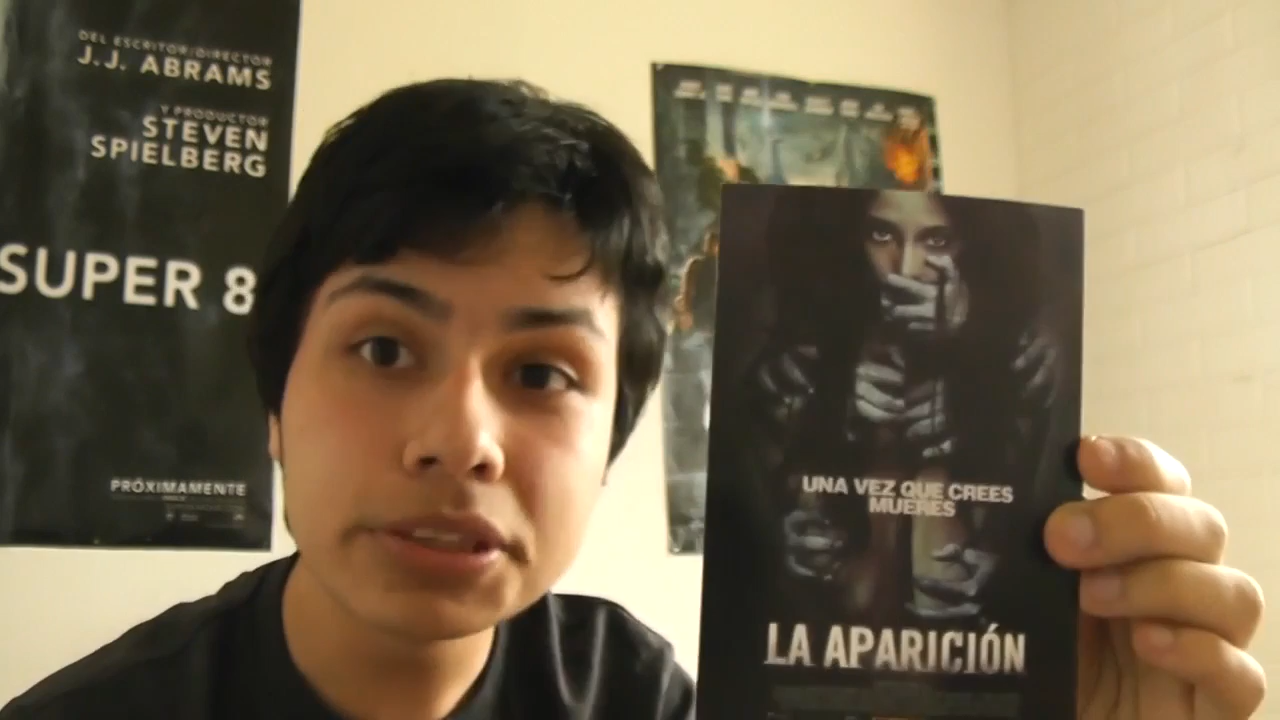 DEL ESCRITOR/DIRECTOR
J.J. ABRAMS
Y PRODUCTOR
STEVEN
SPIELBERG
SUPER 8
PRÓXIMAMENTE
UNA VEZ QUE CREES
MUERES
LA APARICIÓN